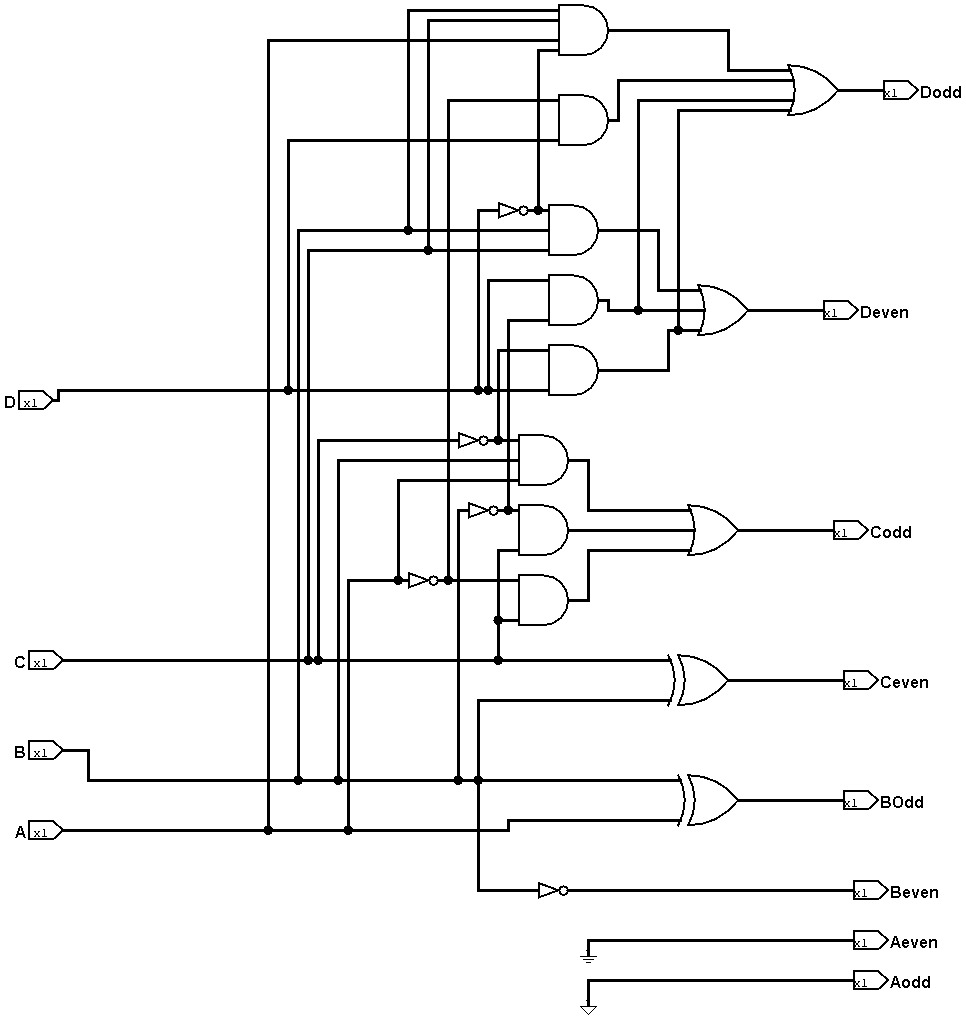 Dodd
x1
Deven
x1
D x1
Codd
x1
C x1
Ceven
x1
B x1
BOdd
x1
A x1
Beven
x1
Aeven
x1
Aodd
x1